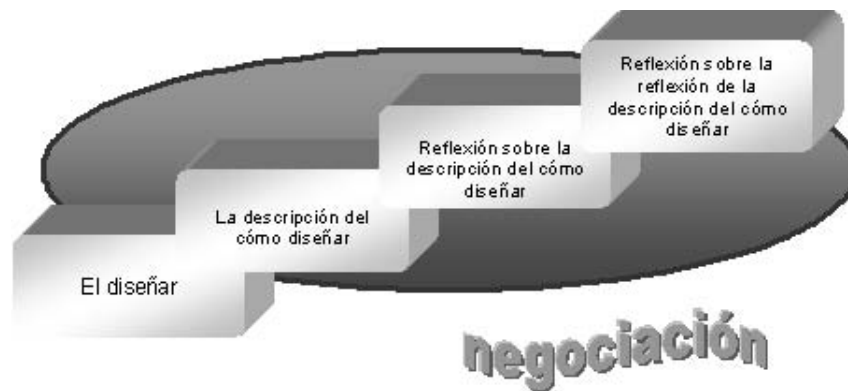 Reflexión sobre la
reflexión de la
descripción del cómo
diseñar
Reflexión sobre la
descripción del cómo
diseñar
La descripción del
cómo diseñar
El diseñar
negociación